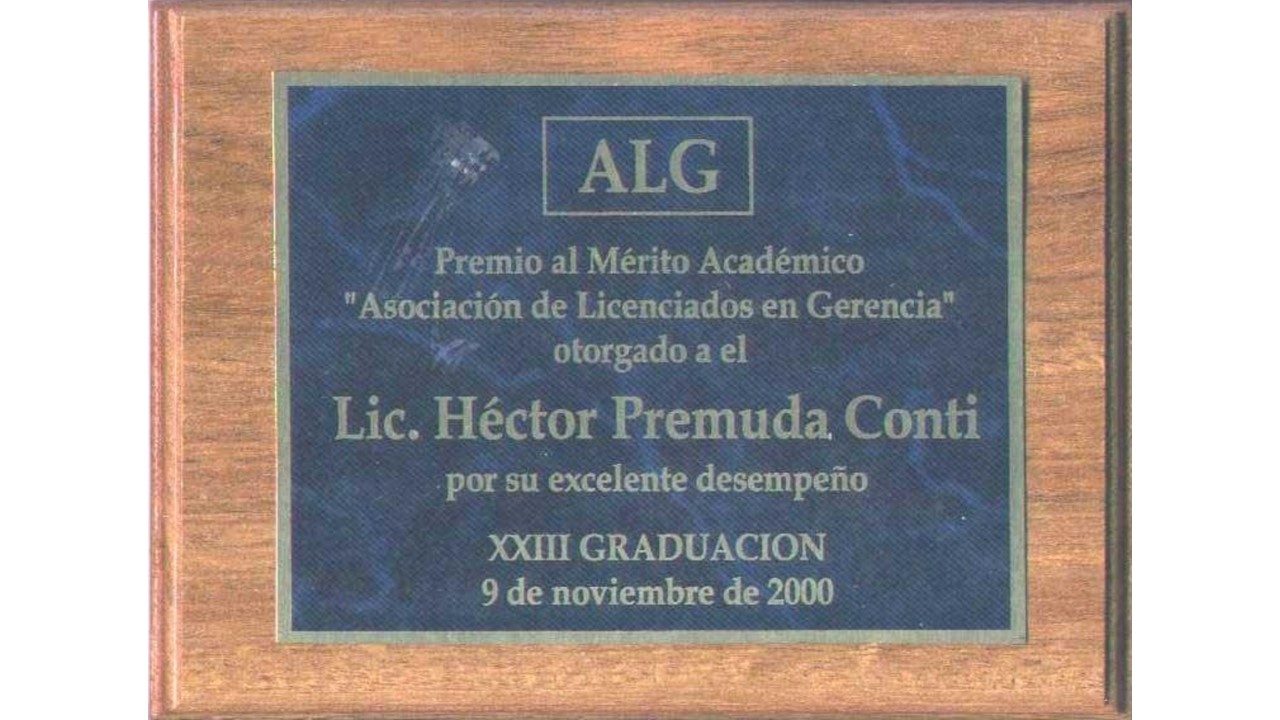 ALG
Premio al Mérito Académico
"Asociación de Licenciados en Gerencia"
otorgado a el
Lic. Héctor Premuda Conti
por su excelente desempeño
XXIII GRADUACION
9 de noviembre de 2000